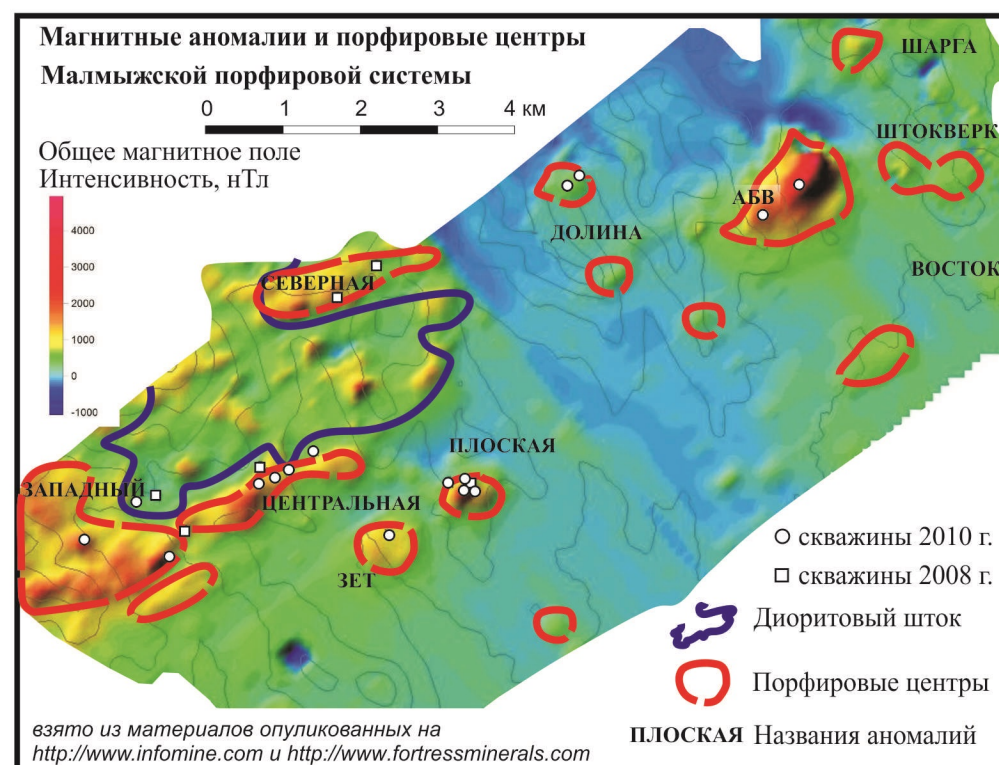 Магнитные аномалии и порфировые центры
Малмыжской порфировой системы
0 1 2 3 4 км
Общее магнитное поле
Интенсивность, нТл
4000
3000
2000
1000
0
-1000
ШАРГА
ШТОКВЕРК
АБВ
ДОЛИНА
ВОСТОК
СЕВЕРНАЯ
ПЛОСКАЯ
ЗАПАДНЫЙ
ЦЕНТРАЛЬНАЯ
ЗЕТ
скважины 2010 г.
скважины 2008 г.
Диоритовый шток
Порфировые центры
ПЛОСКАЯ Названия аномалий
взято из материалов опуликованных на
http://www.infomine.com и http://www.fortressminerals.com